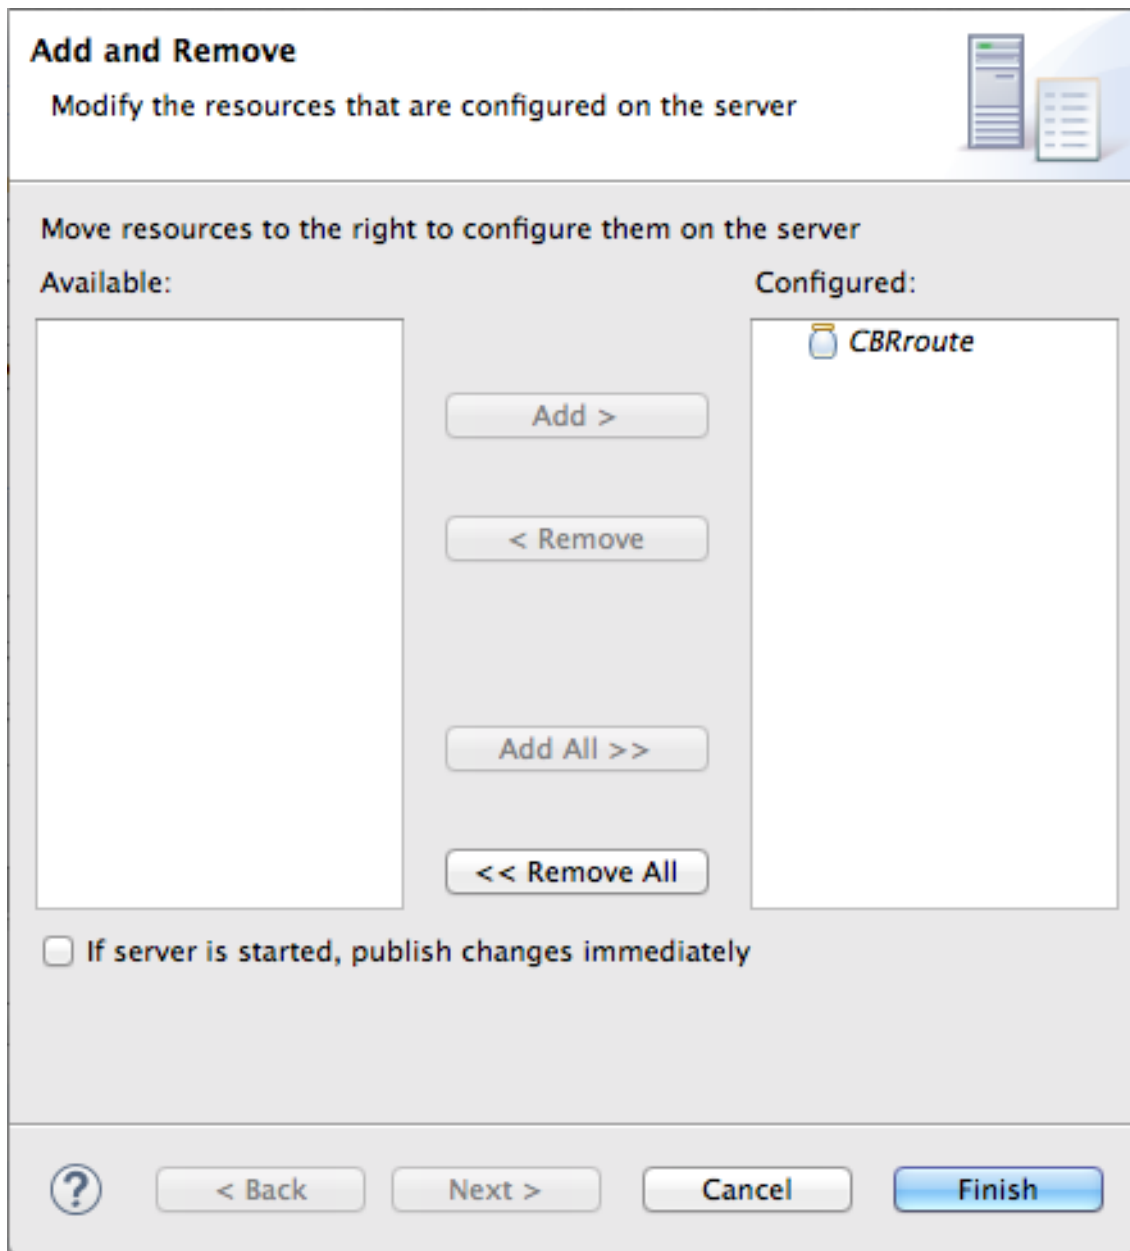 Add and Remove
Modify the resources that are configured on the server
Move resources to the right to configure them on the server
Available:
Configured:
CBRroute
Add >
< Remove
Add All >>
<< Remove All
If server is started, publish changes immediately
?
< Back
Next >
Cancel
Finish